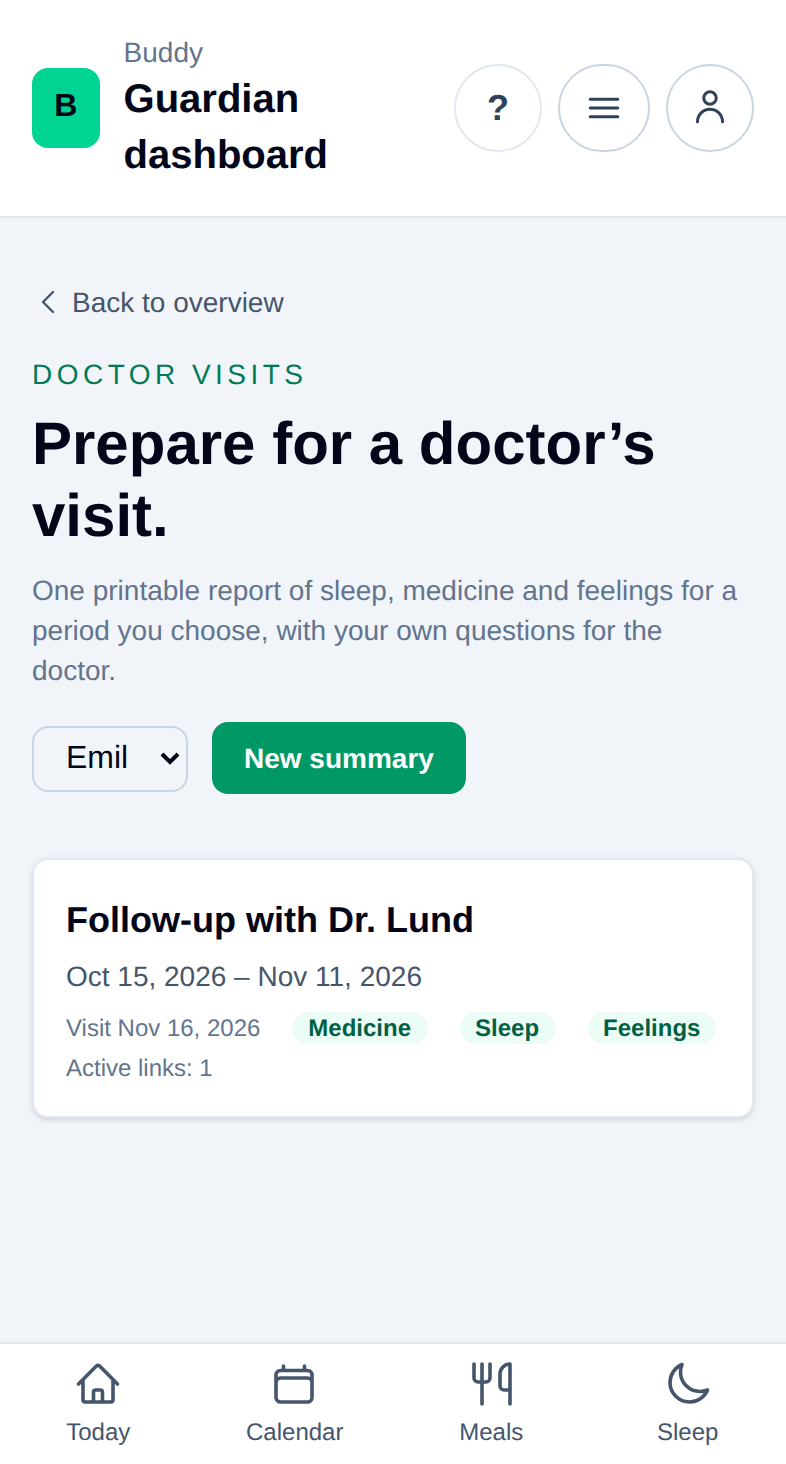 B
Buddy
Guardian
dashboard
?
Back to overview
DOCTOR VISITS
Prepare for a doctor’s
visit.
One printable report of sleep, medicine and feelings for a
period you choose, with your own questions for the
doctor.
Emil
New summary
Follow-up with Dr. Lund
Oct 15, 2026 – Nov 11, 2026
Visit Nov 16, 2026 Medicine Sleep Feelings
Active links: 1
Today Calendar Meals Sleep